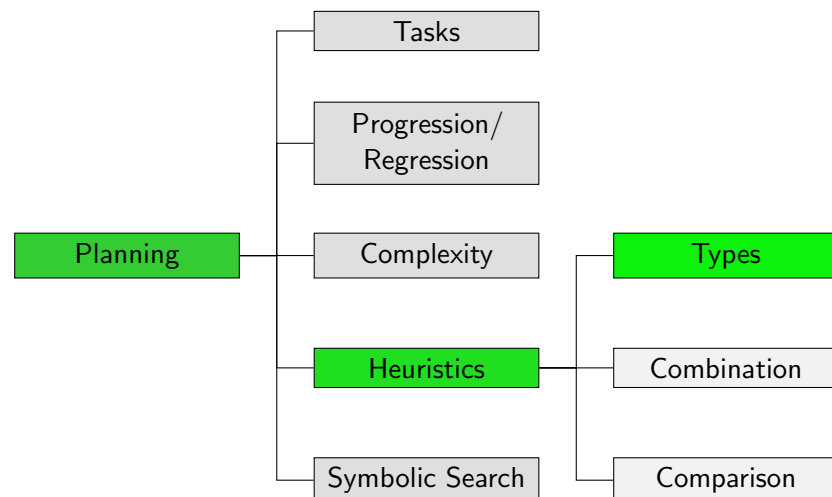 Tasks
Progression/
Regression
Planning
Complexity
Types
Heuristics
Combination
Symbolic Search
Comparison